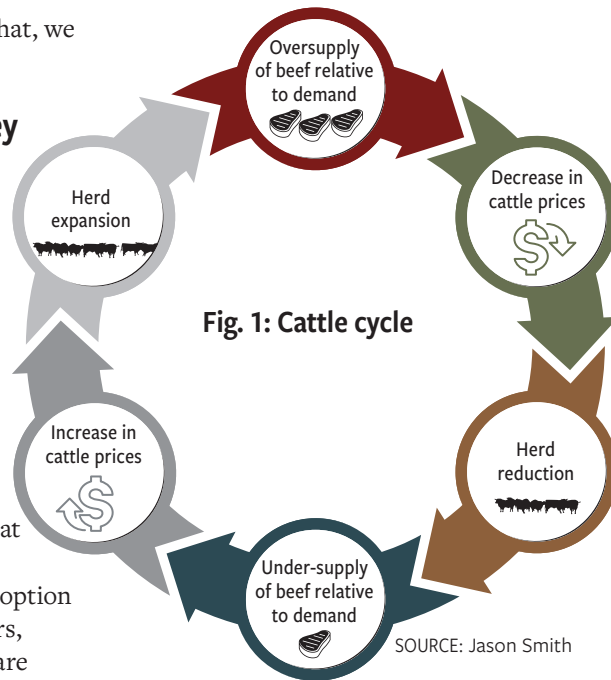 hat, we
ey
Oversupply
of beef relative
to demand
Decrease in
cattle prices
Herd
expansion
Fig. 1: Cattle cycle
Increase in
cattle prices
Herd
reduction
Under-supply
of beef relative
to demand
at
option
rs,
are
SOURCE: Jason Smith